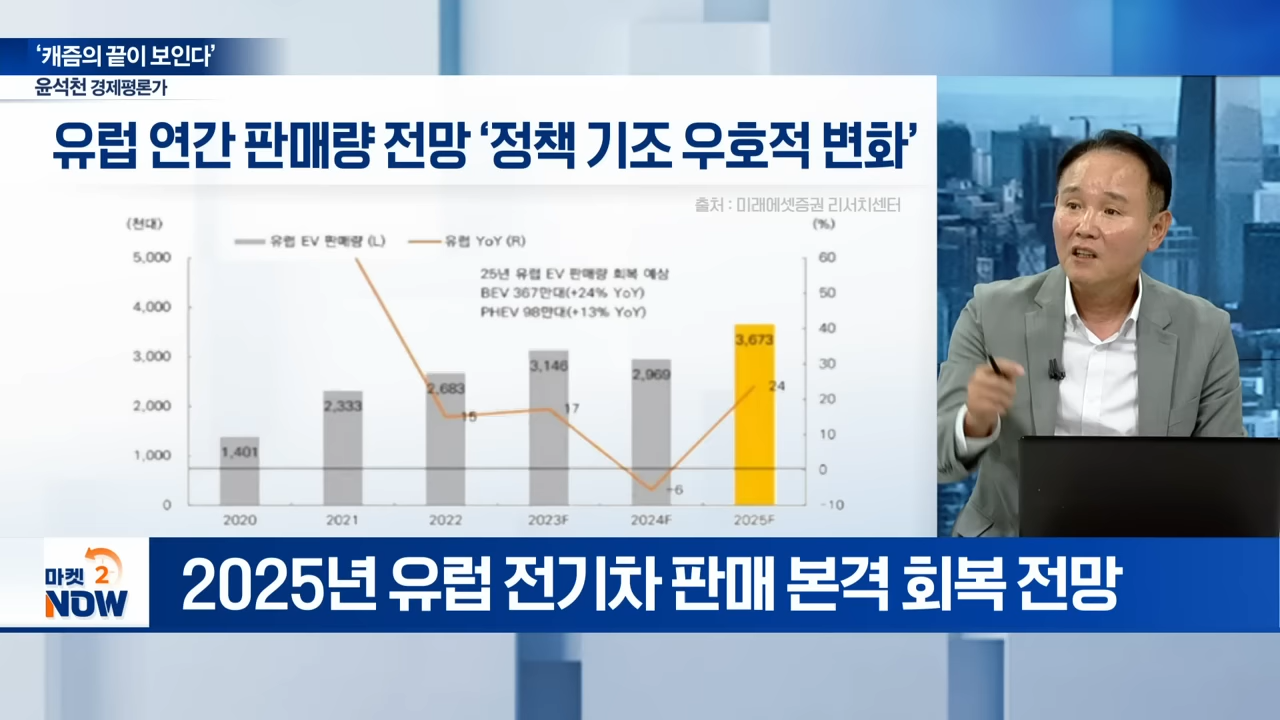 ‘캐즘의 끝이 보인다’
윤석천 경제평론가
유럽 연간 판매량 전망 ‘정책 기조 우호적 변화’
출처 : 미래에셋증권 리서치센터
(천대)
(%)
유럽 EV 판매량 (L)
유럽 YoY (R)
25년 유럽 EV 판매량 회복 예상
BEV 367만대(+24% YoY)
PHEV 98만대(+13% YoY)
5,000
4,000
3,000
2,000
1,000
0
60
50
40
30
20
10
0
-10
1,401
2,333
2,683
3,146
2,969
3,673
15
17
-6
24
2020
2021
2022
2023F
2024F
2025F
마켓 2
NOW
2025년 유럽 전기차 판매 본격 회복 전망